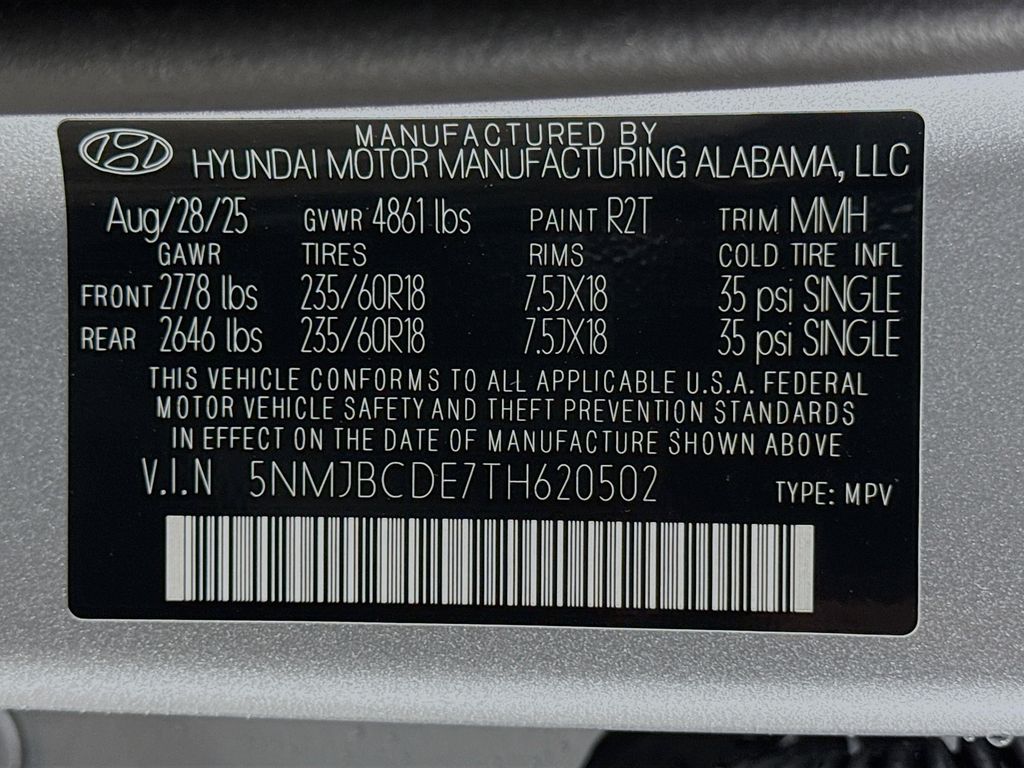 MANUFACTURED BY
HYUNDAI MOTOR MANUFACTURING ALABAMA, LLC
Aug/28/25 GVWR 4861 lbs PAINT R2T TRIM MMH
GAWR TIRES RIMS COLD TIRE INFL
FRONT 2778 lbs 235/60R18 7.5JX18 35 psi SINGLE
REAR 2646 lbs 235/60R18 7.5JX18 35 psi SINGLE
THIS VEHICLE CONFORMS TO ALL APPLICABLE U.S.A. FEDERAL
MOTOR VEHICLE SAFETY AND THEFT PREVENTION STANDARDS
IN EFFECT ON THE DATE OF MANUFACTURE SHOWN ABOVE
V.I.N 5NMJBCDE7TH620502 TYPE: MPV